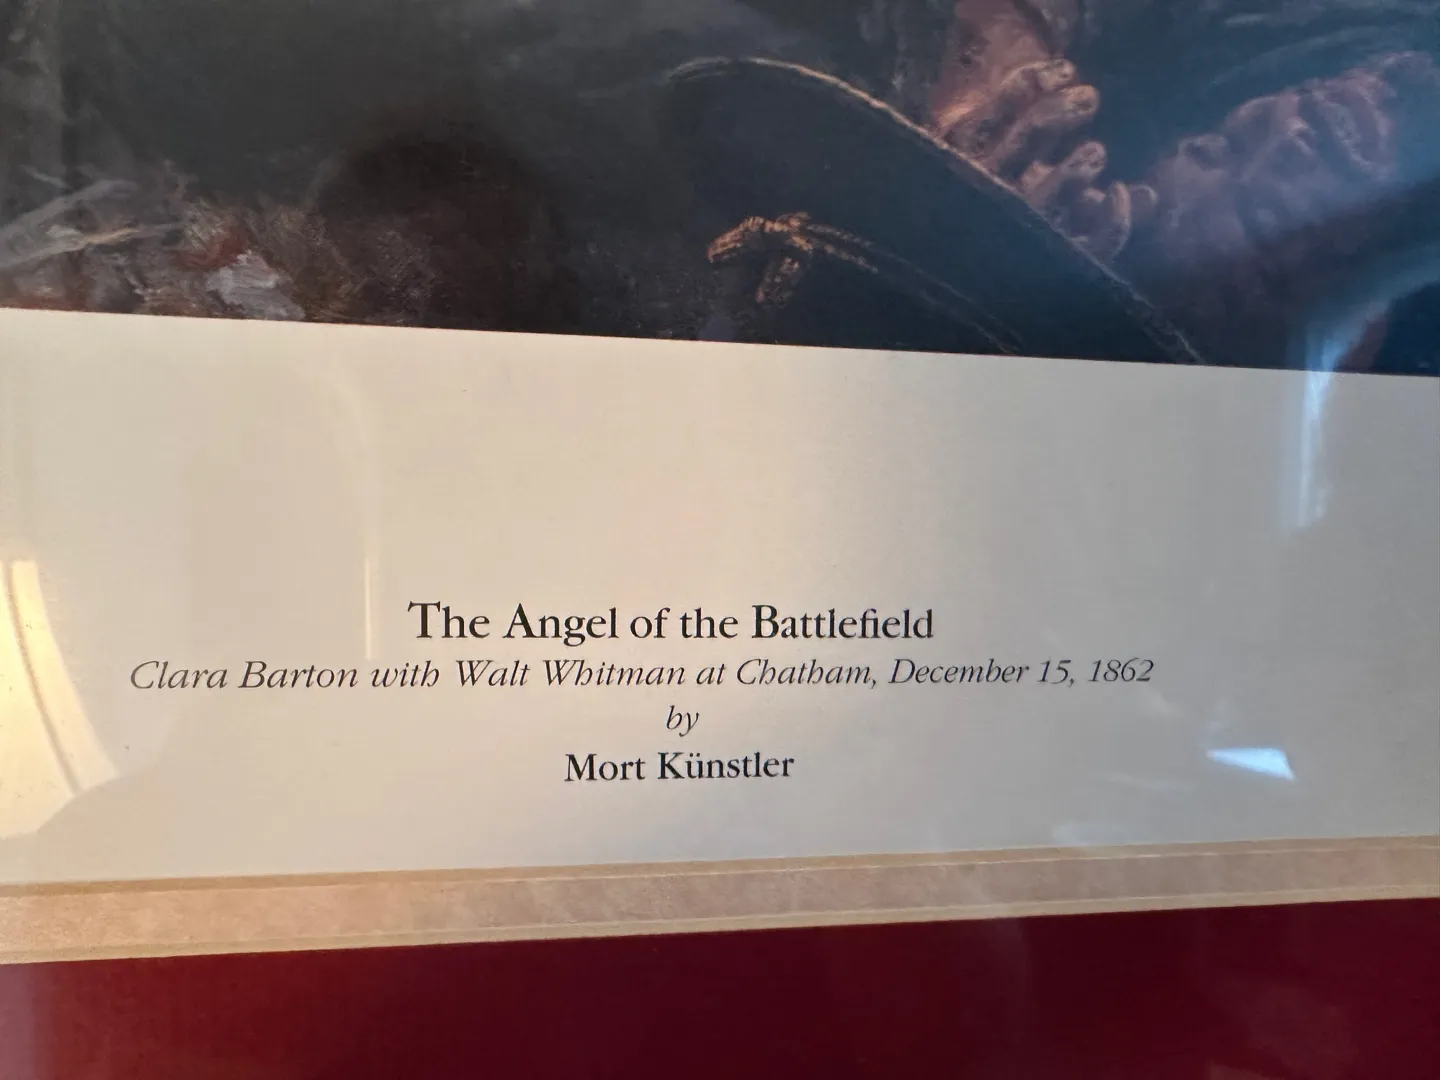 The Angel of the Battlefield
Clara Barton with Walt Whitman at Chatham, December 15, 1862
by
Mort Künstler